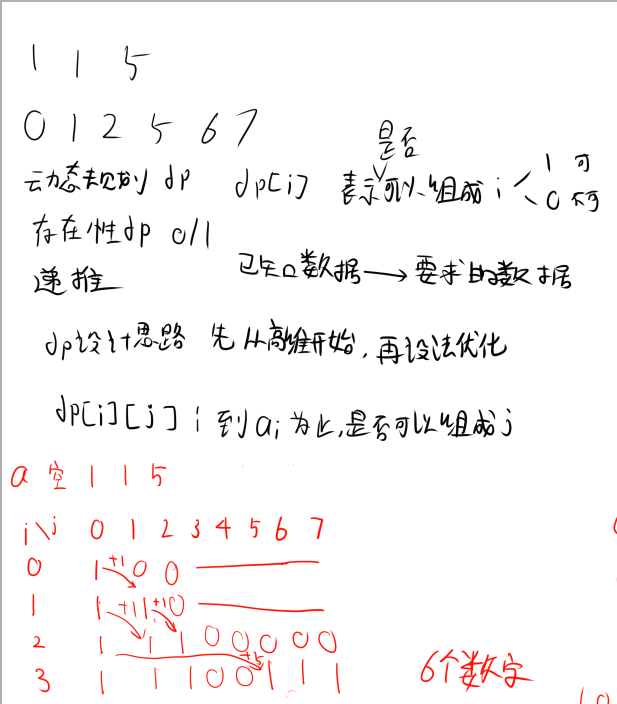 1 1 5
0 1 2 5 6 7
是否
动态规划 dp dp[i] 表示可以组成 i < 1 可
0 不可
存在性dp 0/1
递推 已知数据 → 要求的数据
dp设计思路 先从高维开始,再设法优化
dp[i][j] i 到 ai 为止,是否可以组成 j
a 空 1 1 5
i\j 0 1 2 3 4 5 6 7
0 1 +1 0 0
1 1 +1 1 +1 0
2 1 1 1 0 0 0 0 0
+5
3 1 1 1 0 0 1 1 1
6个数字